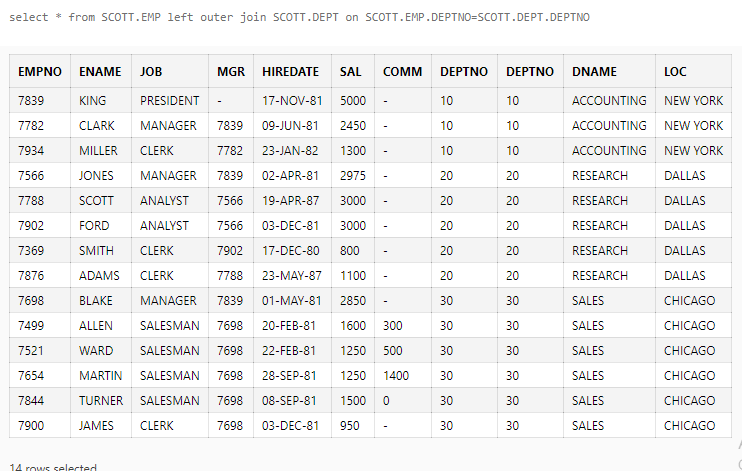 select * from SCOTT.EMP left outer join SCOTT.DEPT on SCOTT.EMP.DEPTNO=SCOTT.DEPT.DEPTNO
EMPNO ENAME JOB MGR HIREDATE SAL COMM DEPTNO DEPTNO DNAME LOC
7839 KING PRESIDENT - 17-NOV-81 5000 - 10 10 ACCOUNTING NEW YORK
7782 CLARK MANAGER 7839 09-JUN-81 2450 - 10 10 ACCOUNTING NEW YORK
7934 MILLER CLERK 7782 23-JAN-82 1300 - 10 10 ACCOUNTING NEW YORK
7566 JONES MANAGER 7839 02-APR-81 2975 - 20 20 RESEARCH DALLAS
7788 SCOTT ANALYST 7566 19-APR-87 3000 - 20 20 RESEARCH DALLAS
7902 FORD ANALYST 7566 03-DEC-81 3000 - 20 20 RESEARCH DALLAS
7369 SMITH CLERK 7902 17-DEC-80 800 - 20 20 RESEARCH DALLAS
7876 ADAMS CLERK 7788 23-MAY-87 1100 - 20 20 RESEARCH DALLAS
7698 BLAKE MANAGER 7839 01-MAY-81 2850 - 30 30 SALES CHICAGO
7499 ALLEN SALESMAN 7698 20-FEB-81 1600 300 30 30 SALES CHICAGO
7521 WARD SALESMAN 7698 22-FEB-81 1250 500 30 30 SALES CHICAGO
7654 MARTIN SALESMAN 7698 28-SEP-81 1250 1400 30 30 SALES CHICAGO
7844 TURNER SALESMAN 7698 08-SEP-81 1500 0 30 30 SALES CHICAGO
7900 JAMES CLERK 7698 03-DEC-81 950 - 30 30 SALES CHICAGO
14 rows selected